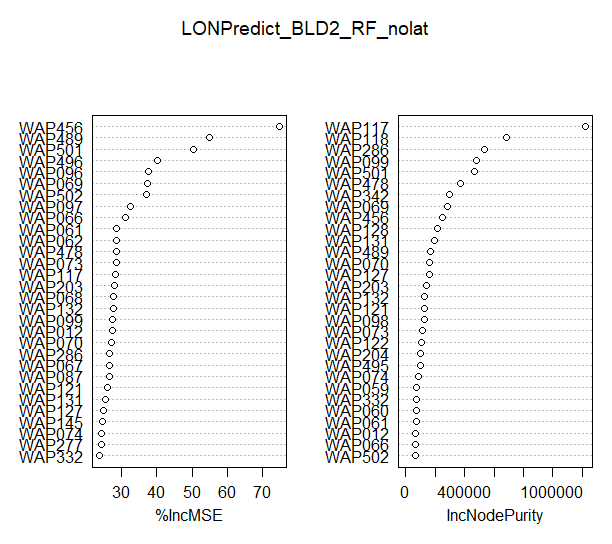 LONPredict_BLD2_RF_nolat
WAP456
WAP489
WAP501
WAP496
WAP096
WAP069
WAP502
WAP097
WAP066
WAP061
WAP062
WAP478
WAP073
WAP117
WAP203
WAP068
WAP132
WAP099
WAP012
WAP070
WAP286
WAP067
WAP087
WAP121
WAP131
WAP127
WAP145
WAP074
WAP277
WAP332
30 40 50 60 70
%IncMSE
WAP117
WAP118
WAP286
WAP099
WAP501
WAP478
WAP342
WAP069
WAP456
WAP128
WAP131
WAP489
WAP070
WAP127
WAP204
WAP132
WAP121
WAP098
WAP073
WAP122
WAP204
WAP495
WAP074
WAP059
WAP332
WAP060
WAP061
WAP012
WAP066
WAP502
0 400000 1000000
IncNodePurity